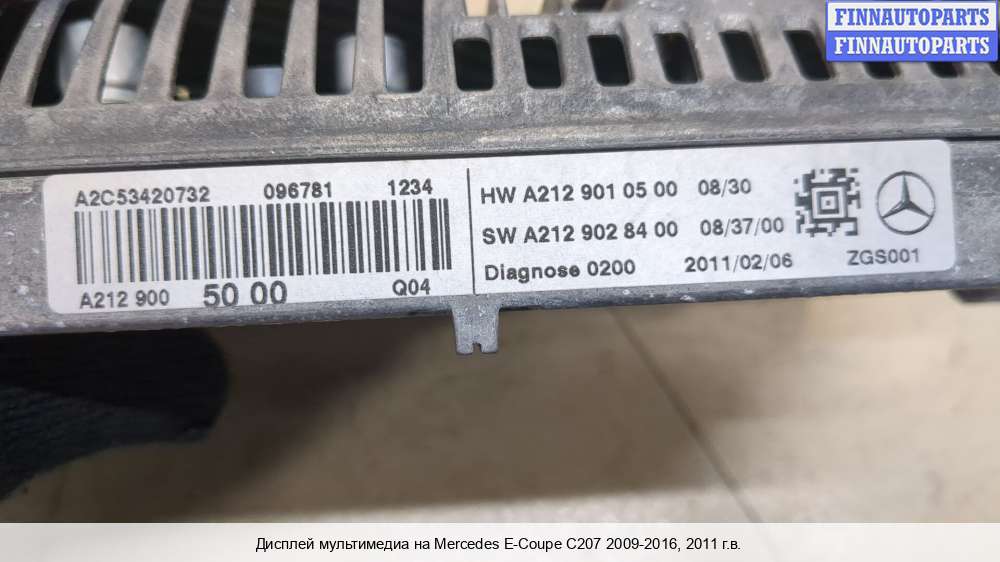 FINNAUTOPARTS
FINNAUTOPARTS
A2C53420732 096781 1234
A212 900 50 00 Q04
HW A212 901 05 00 08/30
SW A212 902 84 00 08/37/00
Diagnose 0200 2011/02/06 ZGS001
Дисплей мультимедиа на Mercedes E-Coupe C207 2009-2016, 2011 г.в.